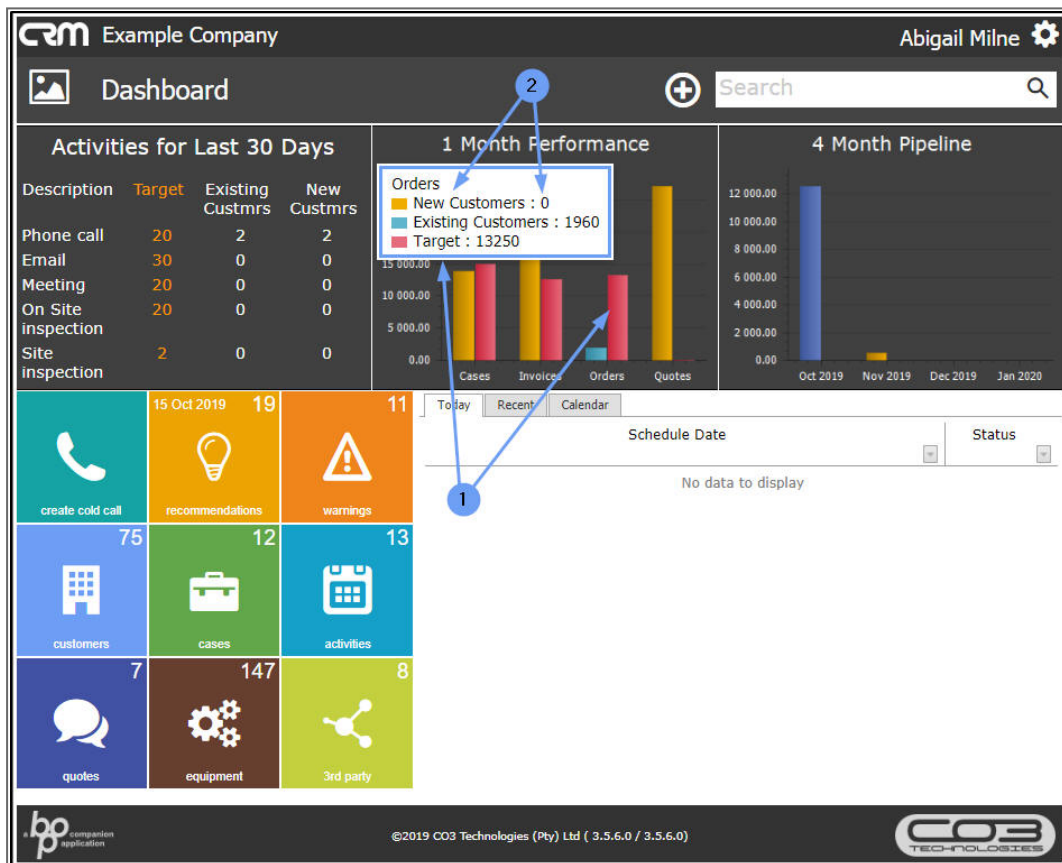 CRM Example Company
Abigail Milne
Dashboard
Search
2
Activities for Last 30 Days
Description Target Existing Custmrs New Custmrs
Phone call 20 2 2
Email 30 0 0
Meeting 20 0 0
On Site inspection 20 0 0
Site inspection 2 0 0
1 Month Performance
Orders
New Customers : 0
Existing Customers : 1960
Target : 13250
15 000.00
10 000.00
5 000.00
0.00
Cases Invoices Orders Quotes
4 Month Pipeline
12 000.00
10 000.00
8 000.00
6 000.00
4 000.00
2 000.00
0.00
Oct 2019 Nov 2019 Dec 2019 Jan 2020
create cold call
15 Oct 2019 19
recommendations
11
warnings
75
customers
12
cases
13
activities
7
quotes
147
equipment
8
3rd party
Today Recent Calendar
Schedule Date Status
No data to display
1
a bpo companion application
©2019 CO3 Technologies (Pty) Ltd ( 3.5.6.0 / 3.5.6.0)
CO3
TECHNOLOGIES